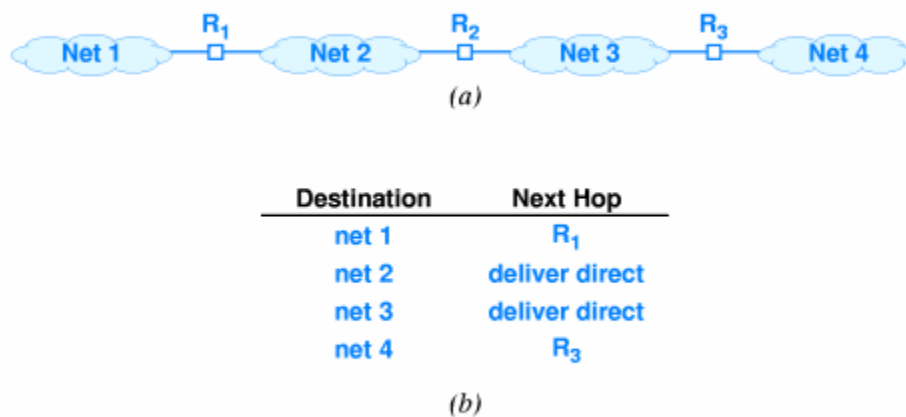 R1 R2 R3
Net 1 Net 2 Net 3 Net 4
(a)
Destination Next Hop
net 1 R1
net 2 deliver direct
net 3 deliver direct
net 4 R3
(b)